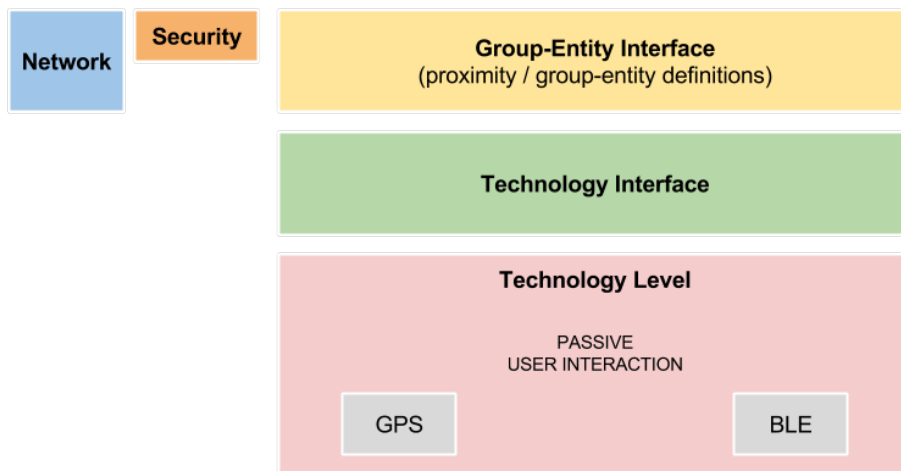 Network
Security
Group-Entity Interface
(proximity / group-entity definitions)
Technology Interface
Technology Level
PASSIVE
USER INTERACTION
GPS
BLE